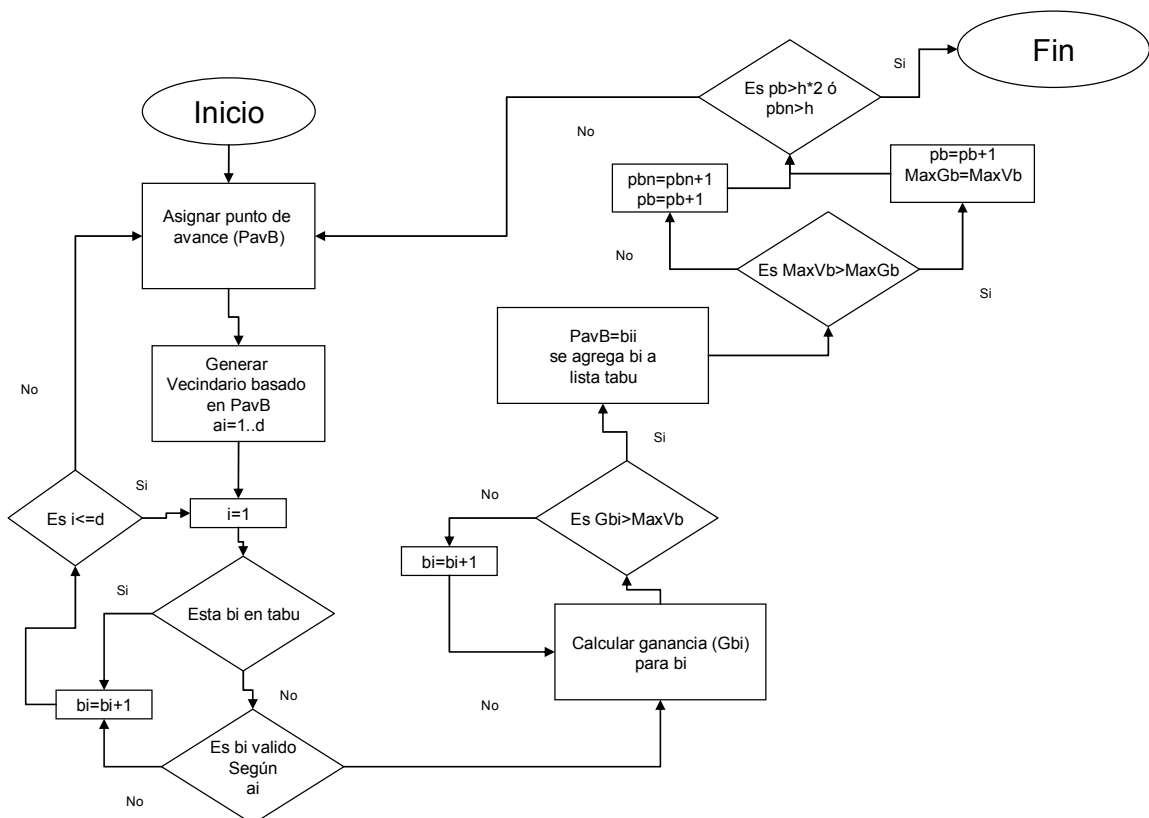 Inicio
Asignar punto de
avance (PavB)
Generar
Vecindario basado
en PavB
ai=1..d
No
Si
Es i<=d
i=1
Si
Esta bi en tabu
No
bi=bi+1
Es bi valido
Según
ai
No
No
Calcular ganancia (Gbi)
para bi
bi=bi+1
No
Es Gbi>MaxVb
Si
PavB=bii
se agrega bi a
lista tabu
Es MaxVb>MaxGb
No
Si
pbn=pbn+1
pb=pb+1
pb=pb+1
MaxGb=MaxVb
Es pb>h*2 ó
pbn>h
No
Si
Fin